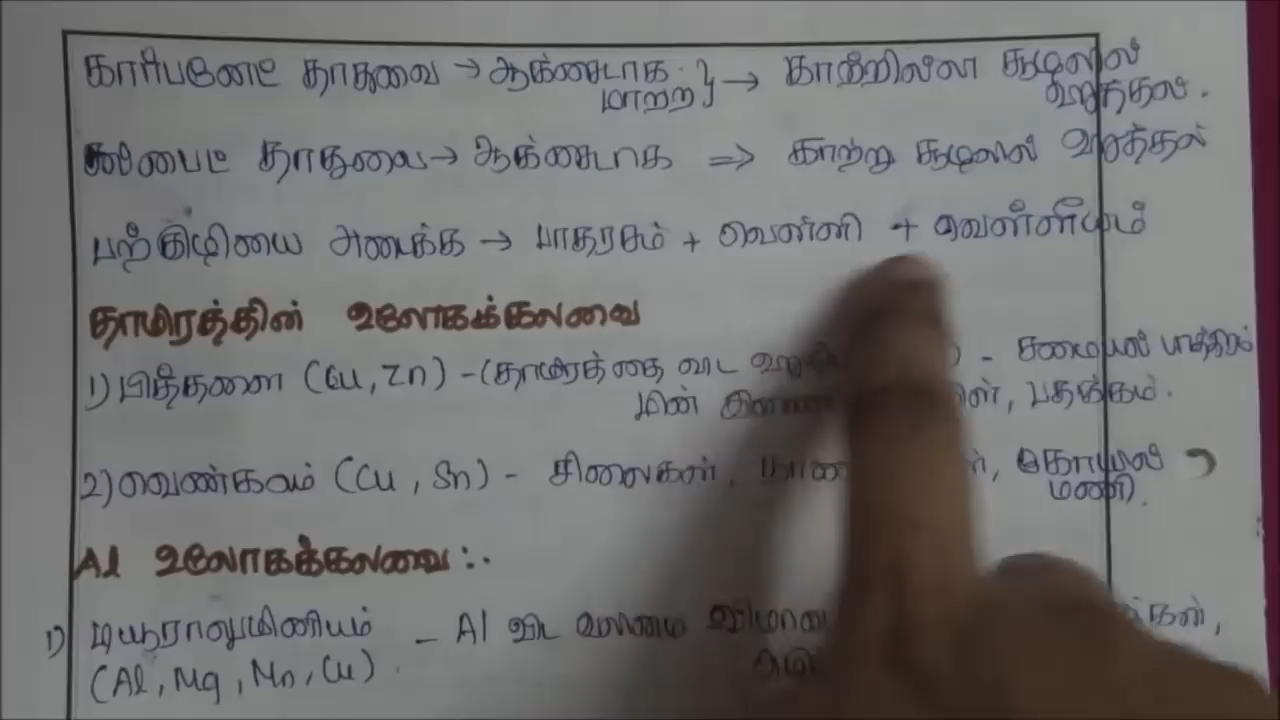 கார்பனேட் தாதுவை → ஆக்சைடாக } → காற்றில்லா சூழலில்
மாற்ற வறுத்தல்.
சல்பைட் தாதுவை → ஆக்சைடாக ⇒ காற்று சூழலில் வறுத்தல்
பற்குழியை அடைக்க → பாதரசம் + வெள்ளி + வெள்ளீயம்
தாமிரத்தின் உலோகக்கலவை
1) பித்தளை (Cu, Zn) - (தாமிரத்தை விட - சமையல் பாத்திரம்
மின் பதக்கம்.
2) வெண்கலம் (Cu, Sn) - சிலைகள், கோயில்
மணி.
Al உலோகக்கலவை :.
1) டியூராலுமினியம் - Al விட வலிமை
(Al, Mg, Mn, Cu).